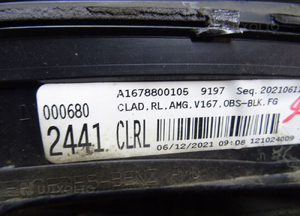 A1678800105 9197 Seq.2021061
000680 CLAD,RL,AMG,V167,OBS-BLK,FG
2441 CLRL
06/12/2021 09:08 121024009